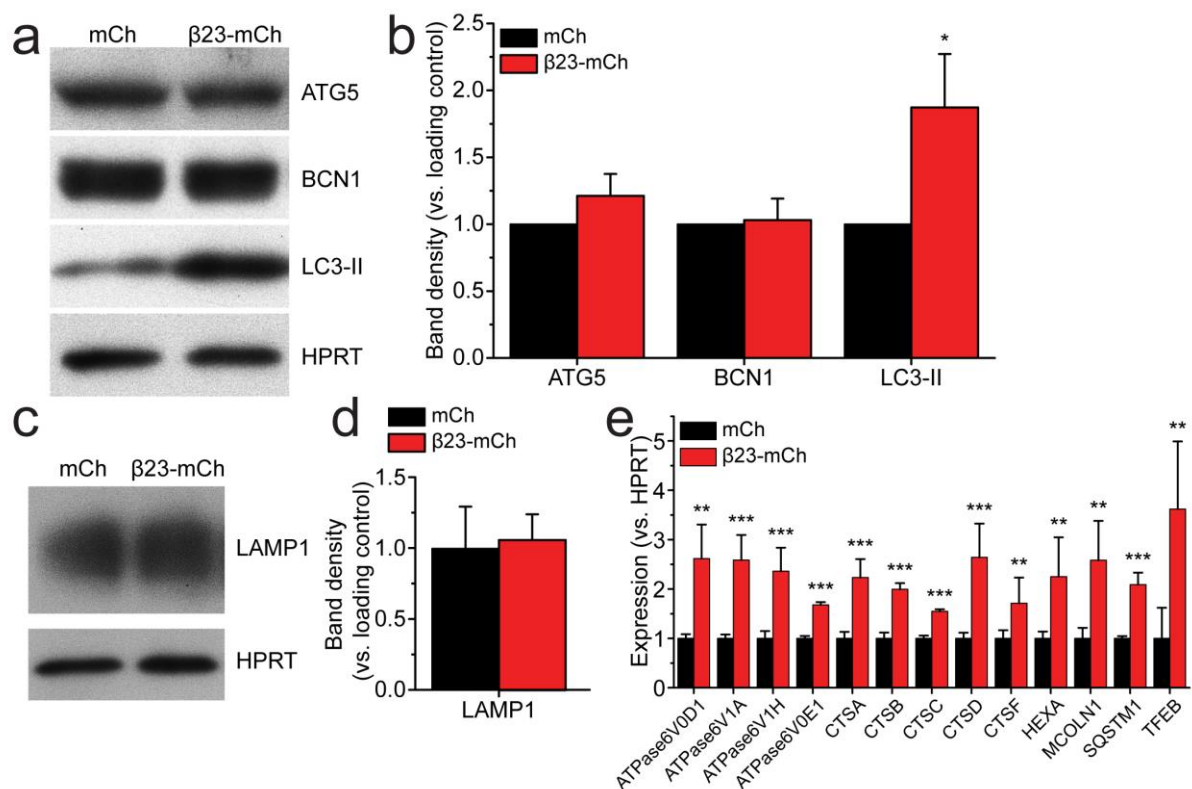 a
mCh β23-mCh
ATG5
BCN1
LC3-II
HPRT
b
mCh
β23-mCh
Band density (vs. loading control)
2.5
2.0
1.5
1.0
0.5
0.0
*
ATG5 BCN1 LC3-II
c
mCh β23-mCh
LAMP1
HPRT
d
mCh
β23-mCh
Band density
(vs. loading control)
1.5
1.0
0.5
0.0
LAMP1
e
mCh
β23-mCh
Expression (vs. HPRT)
5
4
3
2
1
0
** *** *** *** *** *** *** *** ** ** ** *** **
ATPase6V0D1
ATPase6V1A
ATPase6V1H
ATPase6V0E1
CTSA
CTSB
CTSC
CTSD
CTSF
HEXA
MCOLN1
SQSTM1
TFEB